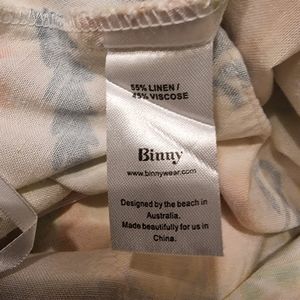 55% LINEN /
45% VISCOSE
Binny
www.binnywear.com
Designed by the beach in
Australia.
Made beautifully for us in
China.